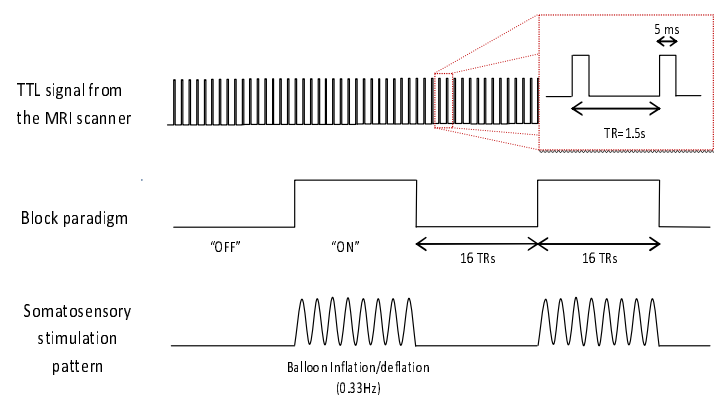 5 ms
TTL signal from
the MRI scanner
TR=1.5s
Block paradigm
"OFF"
"ON"
16 TRs
16 TRs
Somatosensory
stimulation
pattern
Balloon Inflation/deflation
(0.33Hz)